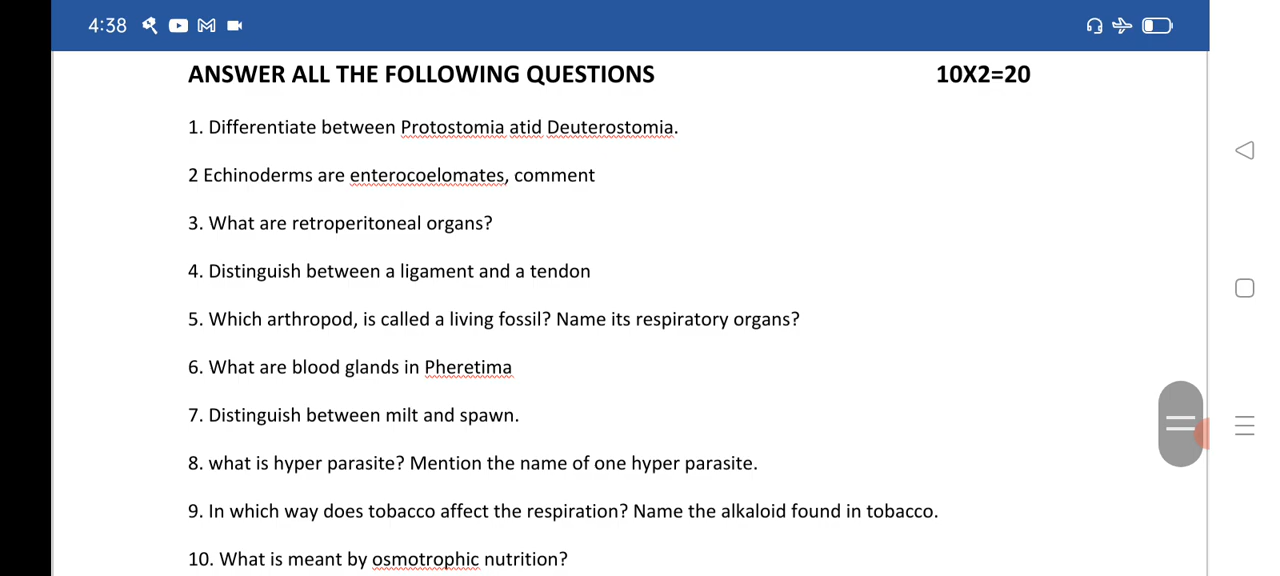 4:38
ANSWER ALL THE FOLLOWING QUESTIONS 10X2=20
1. Differentiate between Protostomia atid Deuterostomia.
2 Echinoderms are enterocoelomates, comment
3. What are retroperitoneal organs?
4. Distinguish between a ligament and a tendon
5. Which arthropod, is called a living fossil? Name its respiratory organs?
6. What are blood glands in Pheretima
7. Distinguish between milt and spawn.
8. what is hyper parasite? Mention the name of one hyper parasite.
9. In which way does tobacco affect the respiration? Name the alkaloid found in tobacco.
10. What is meant by osmotrophic nutrition?